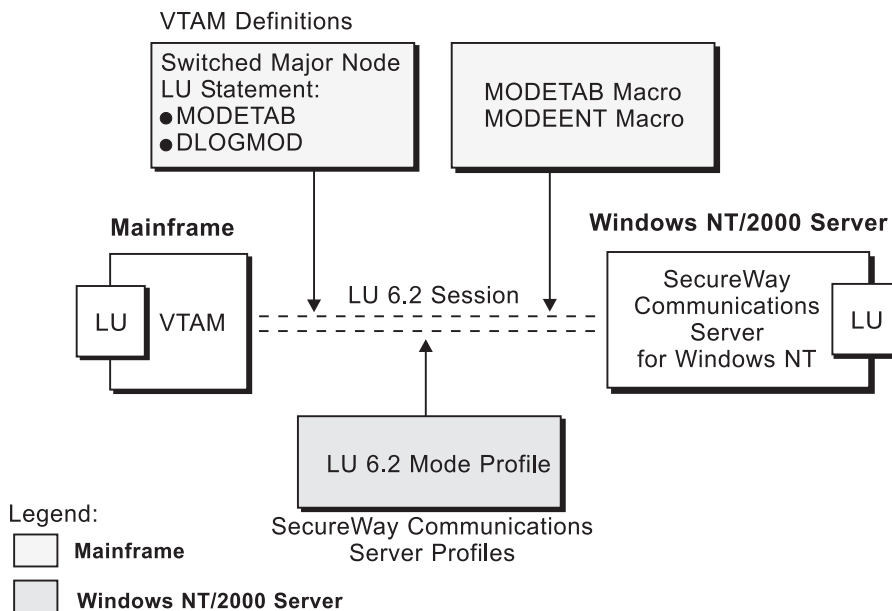 VTAM Definitions
Switched Major Node
LU Statement:
● MODETAB
● DLOGMOD
MODETAB Macro
MODEENT Macro
Mainframe
Windows NT/2000 Server
LU
VTAM
LU 6.2 Session
SecureWay
Communications
Server
for Windows NT
LU
LU 6.2 Mode Profile
SecureWay Communications
Server Profiles
Legend:
Mainframe
Windows NT/2000 Server